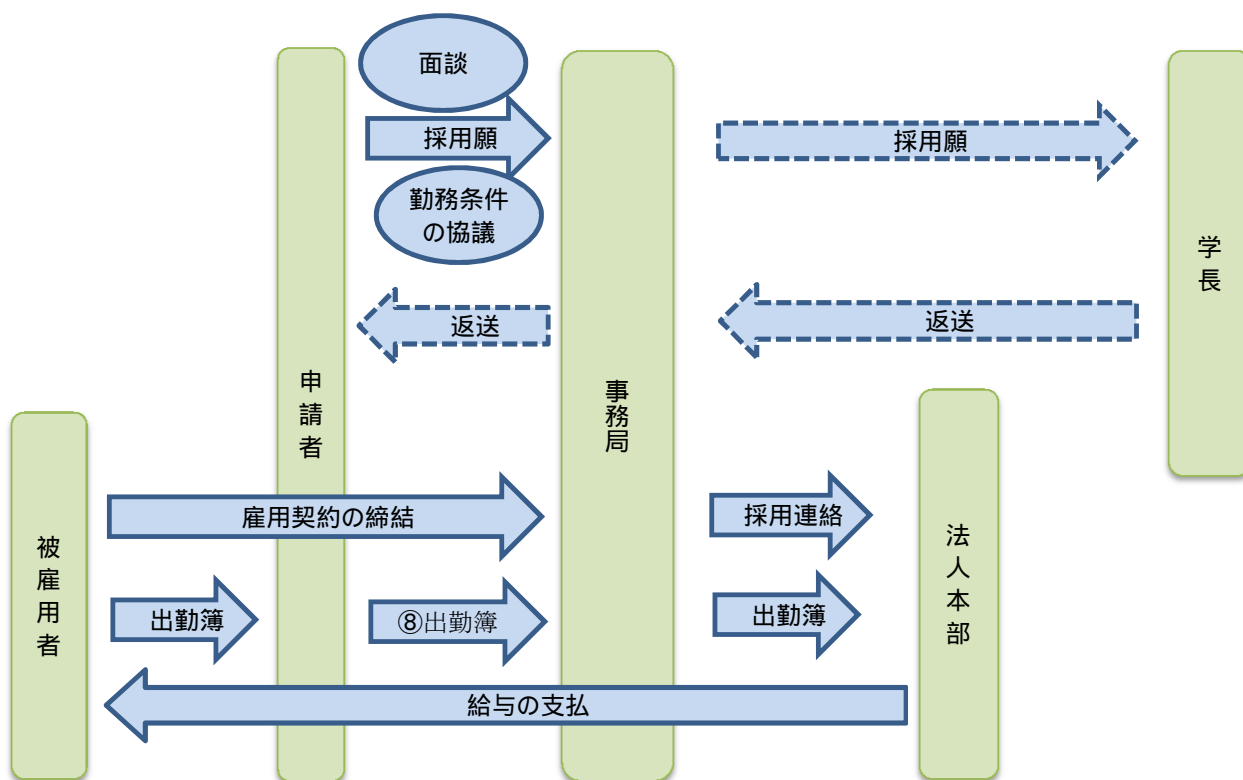 面談
採用願
採用願
勤務条件
の協議
学長
返送
返送
申請者
事務局
被雇用者
雇用契約の締結
採用連絡
法人本部
出勤簿
⑧出勤簿
出勤簿
給与の支払